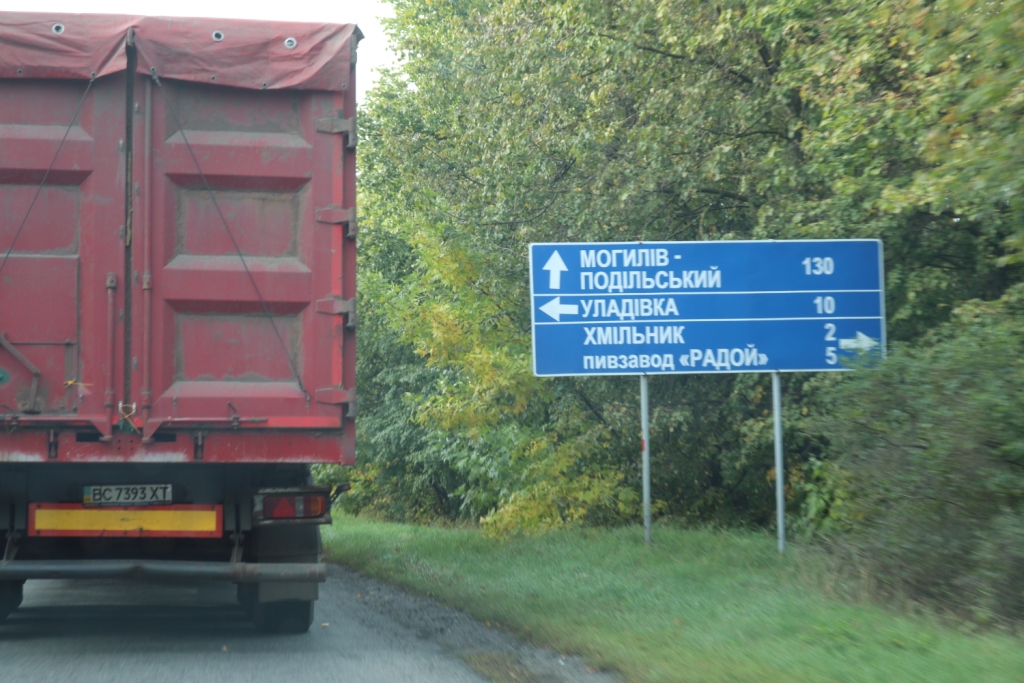 МОГИЛІВ -
ПОДІЛЬСЬКИЙ 130
УЛАДІВКА 10
ХМІЛЬНИК 2
пивзавод «РАДОЙ» 5
ВС 7393 ХТ